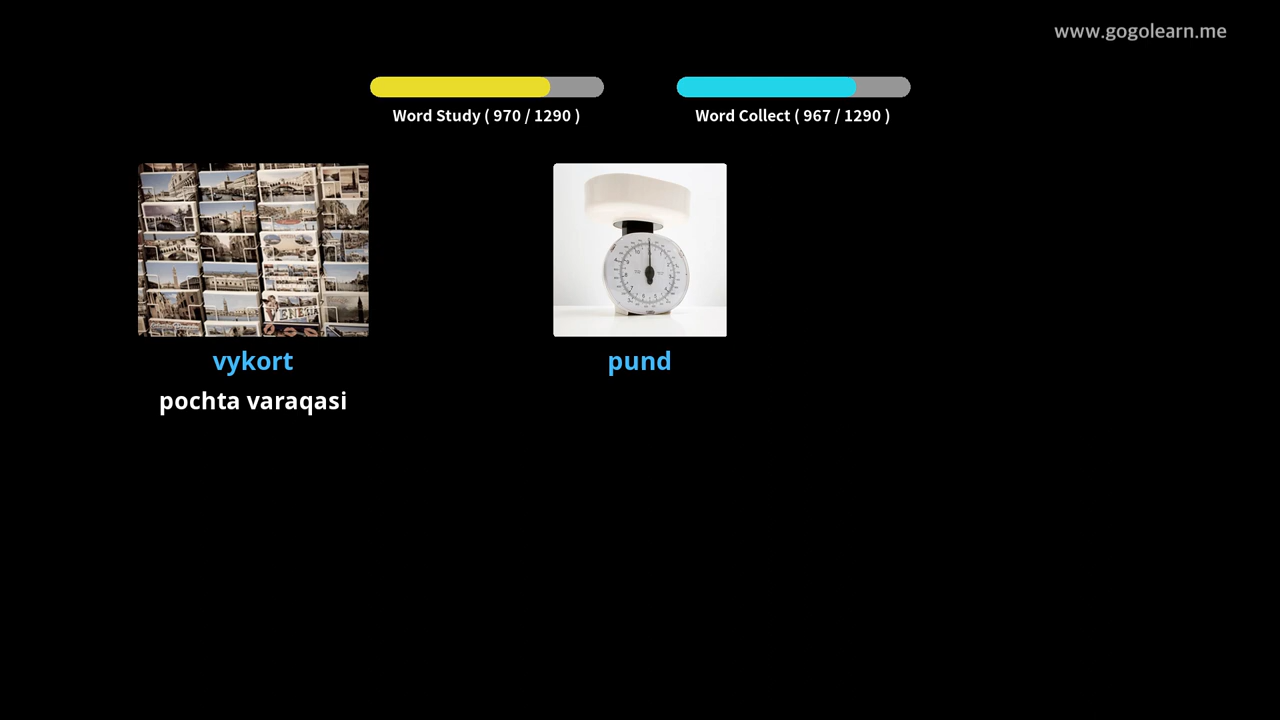 www.gogolearn.me
Word Study ( 970 / 1290 )
Word Collect ( 967 / 1290 )
vykort
pochta varaqasi
pund